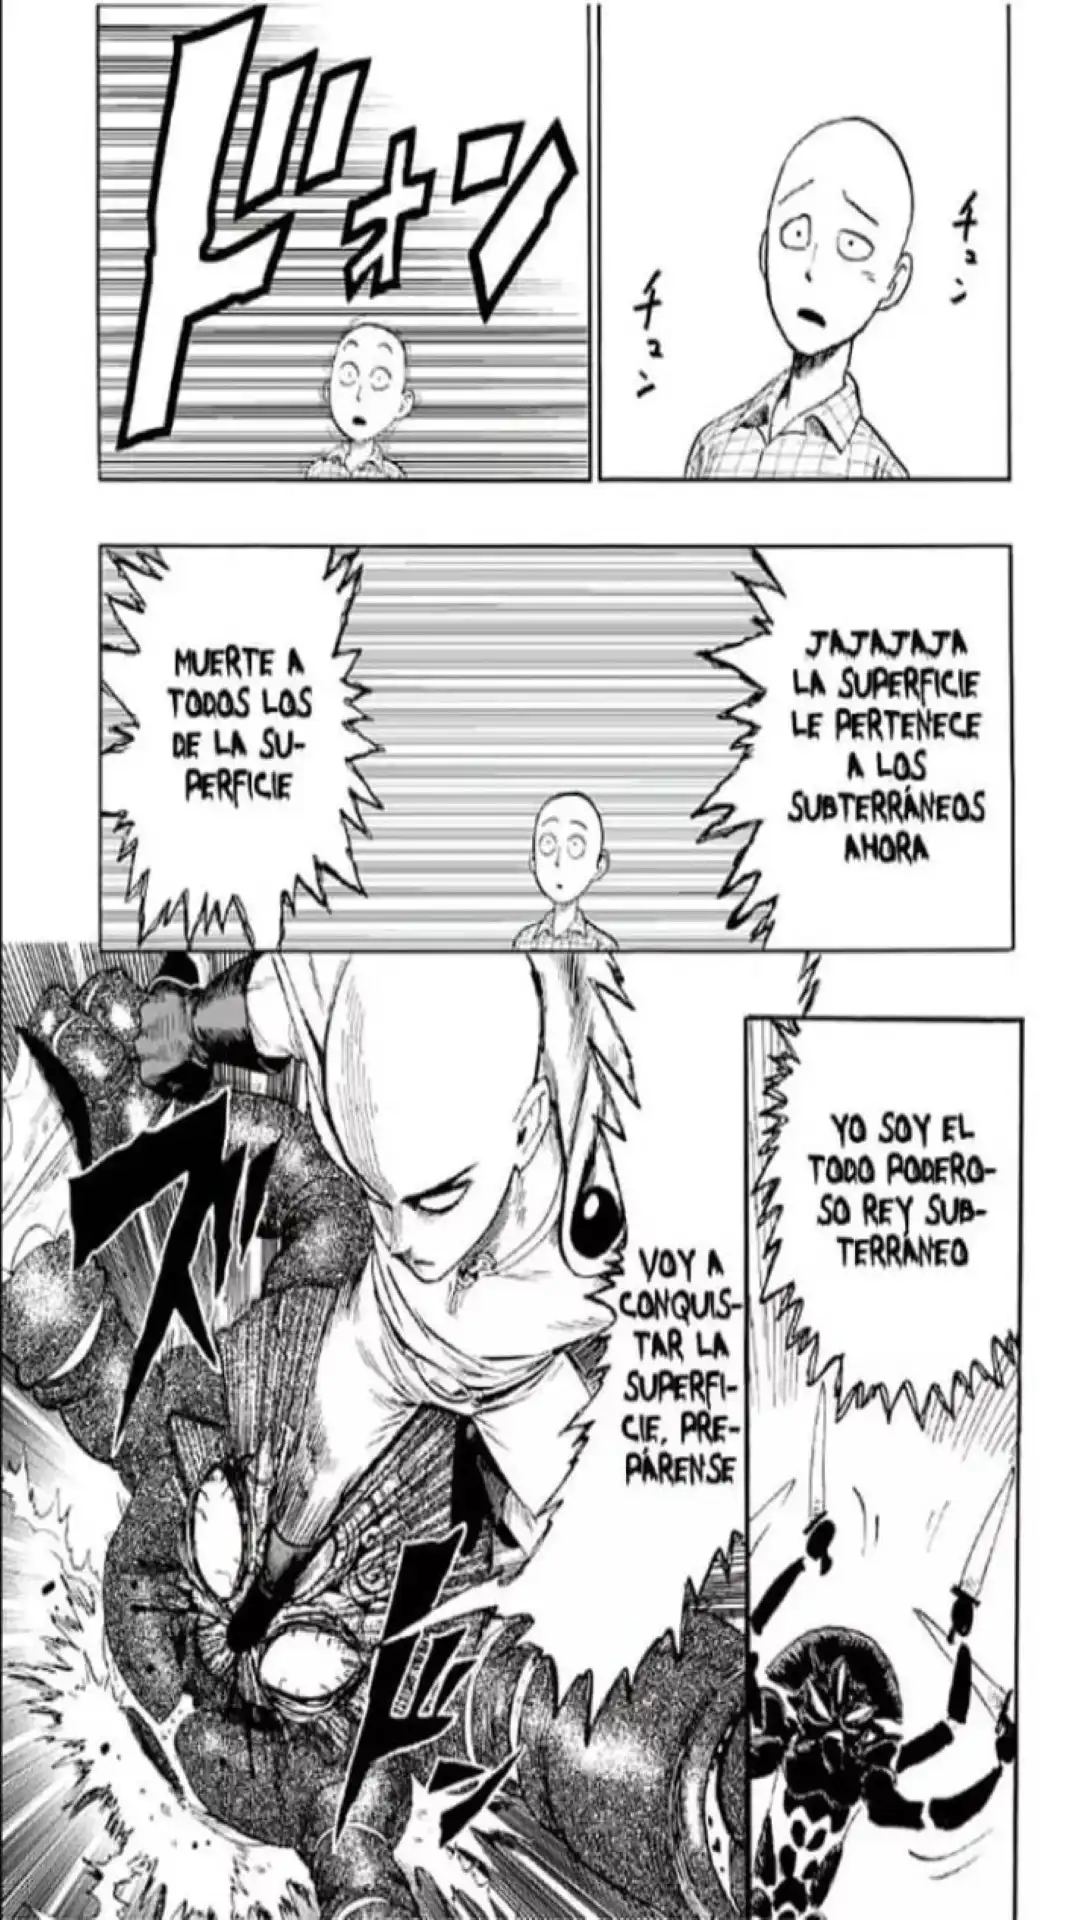 チュン
チュン
ドォン
JAJAJAJA
LA SUPERFICIE
LE PERTENECE
A LOS
SUBTERRÁNEOS
AHORA
MUERTE A
TODOS LOS
DE LA SU-
PERFICIE
YO SOY EL
TODO PODERO-
SO REY SUB-
TERRÁNEO
VOY A
CONQUIS-
TAR LA
SUPERFI-
CIE, PRE-
PÁRENSE